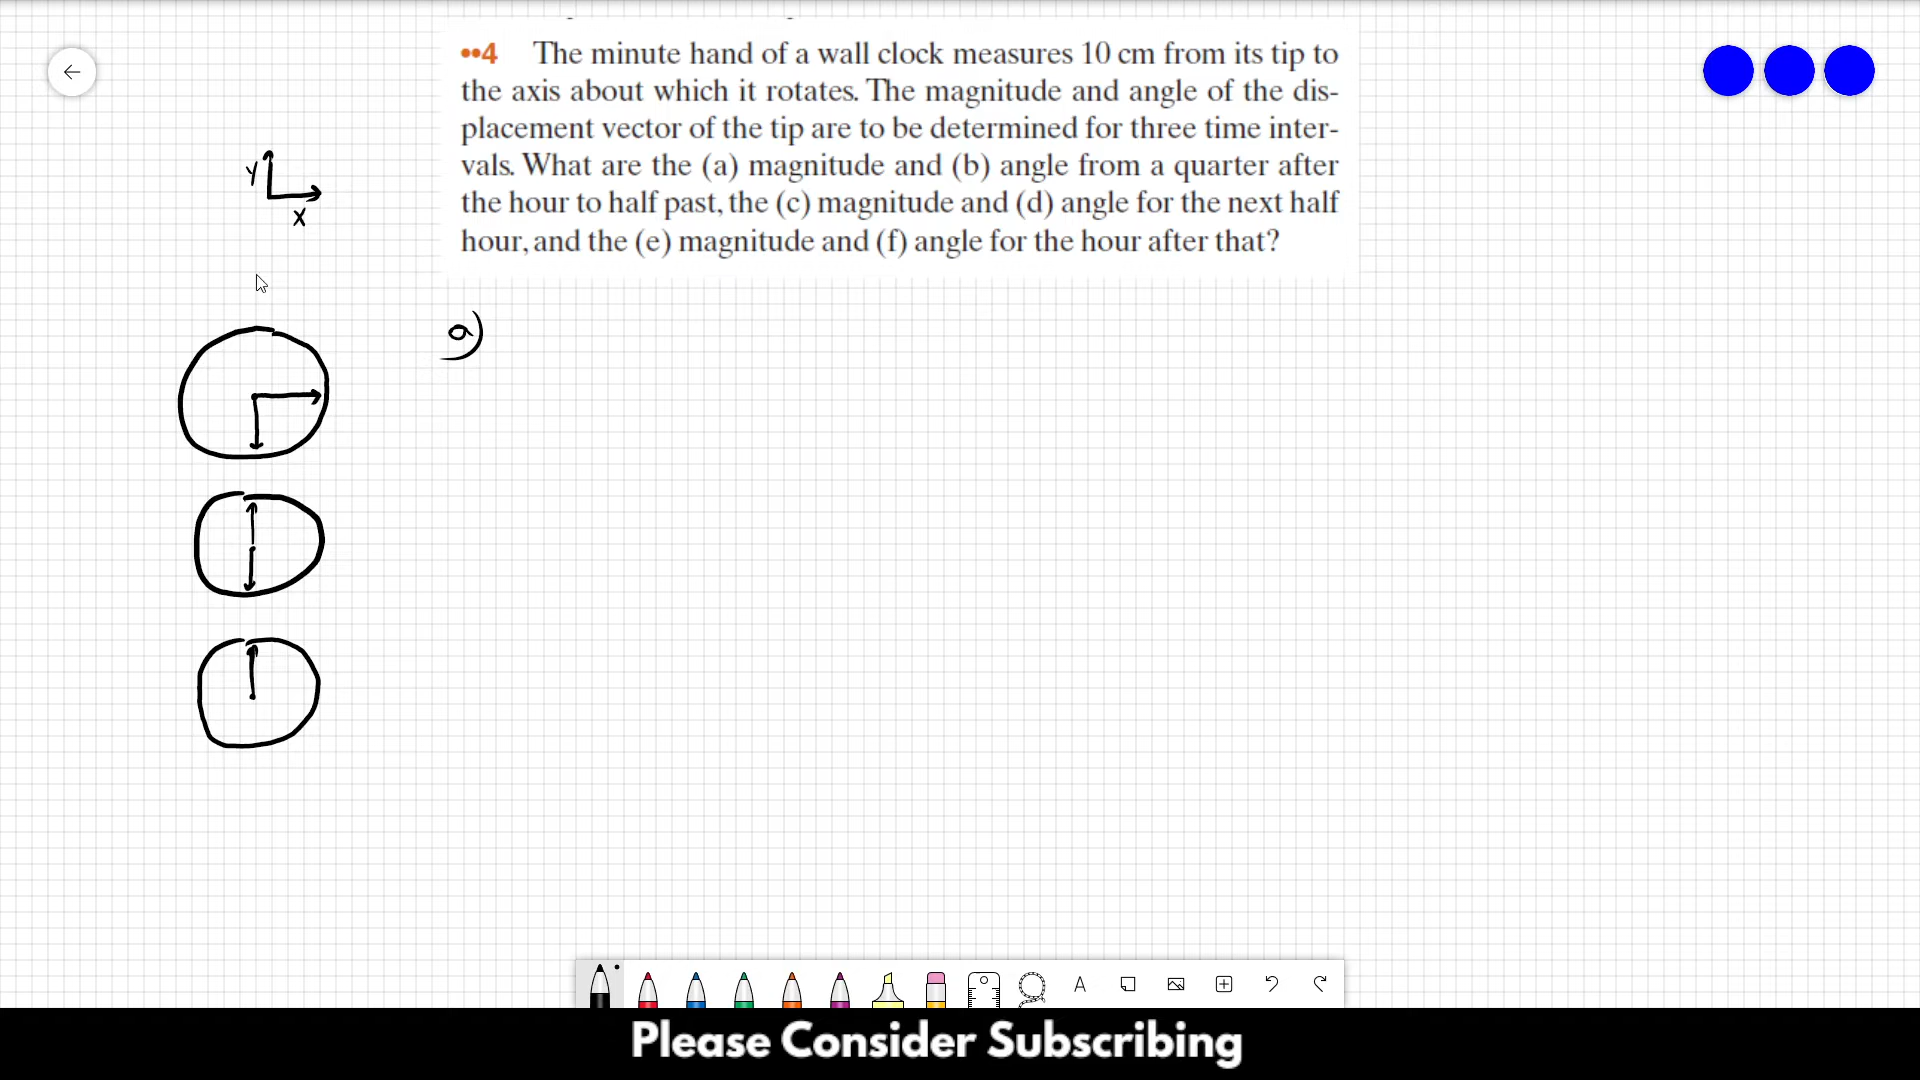 ••4 The minute hand of a wall clock measures 10 cm from its tip to
the axis about which it rotates. The magnitude and angle of the dis-
placement vector of the tip are to be determined for three time inter-
vals. What are the (a) magnitude and (b) angle from a quarter after
the hour to half past, the (c) magnitude and (d) angle for the next half
hour, and the (e) magnitude and (f) angle for the hour after that?
Y
X
a)
A
Please Consider Subscribing